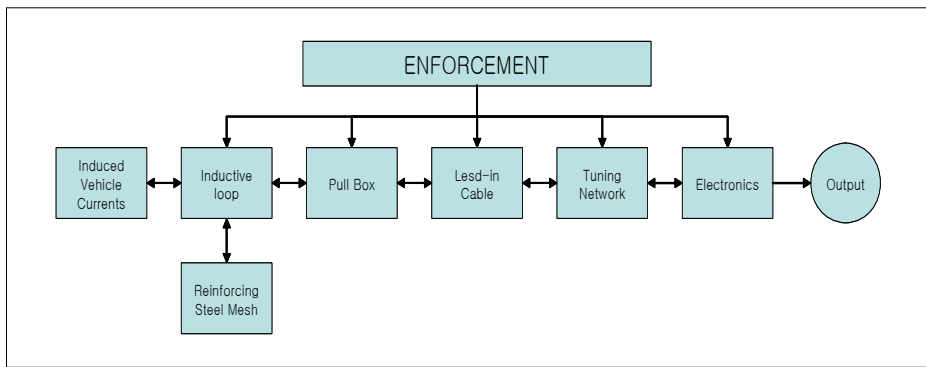 ENFORCEMENT
Induced
Vehicle
Currents
Inductive
loop
Pull Box
Lesd-in
Cable
Tuning
Network
Electronics
Output
Reinforcing
Steel Mesh